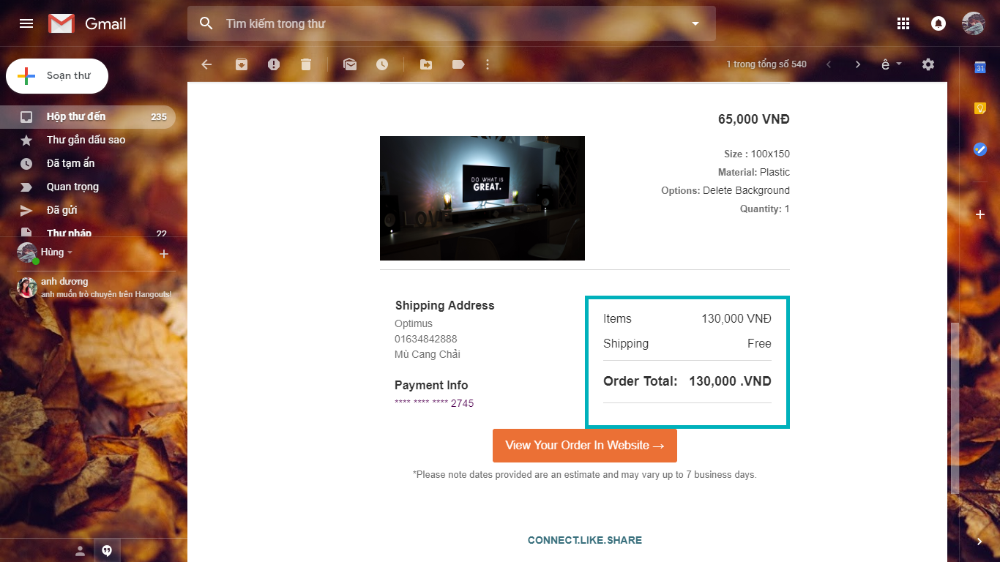 Gmail
Tìm kiếm trong thư
Soạn thư
1 trong tổng số 540
ê
31
Hộp thư đến 235
Thư gắn dấu sao
Đã tạm ẩn
Quan trọng
Đã gửi
Thư nháp 22
Hùng
anh dương
anh muốn trò chuyện trên Hangouts!
65,000 VNĐ
Size : 100x150
Material: Plastic
Options: Delete Background
Quantity: 1
DO WHAT IS
GREAT.
LOVE
Shipping Address
Optimus
01634842888
Mù Cang Chải
Payment Info
**** **** **** 2745
Items 130,000 VNĐ
Shipping Free
Order Total: 130,000 .VND
View Your Order In Website →
*Please note dates provided are an estimate and may vary up to 7 business days.
CONNECT.LIKE.SHARE